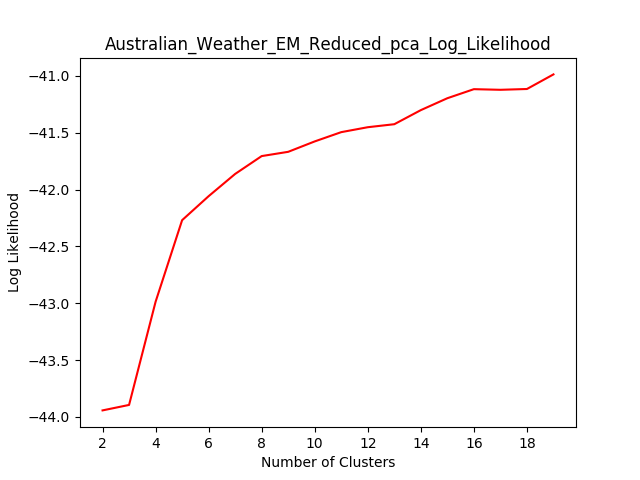 Australian_Weather_EM_Reduced_pca_Log_Likelihood
Log Likelihood
−41.0
−41.5
−42.0
−42.5
−43.0
−43.5
−44.0
2 4 6 8 10 12 14 16 18
Number of Clusters